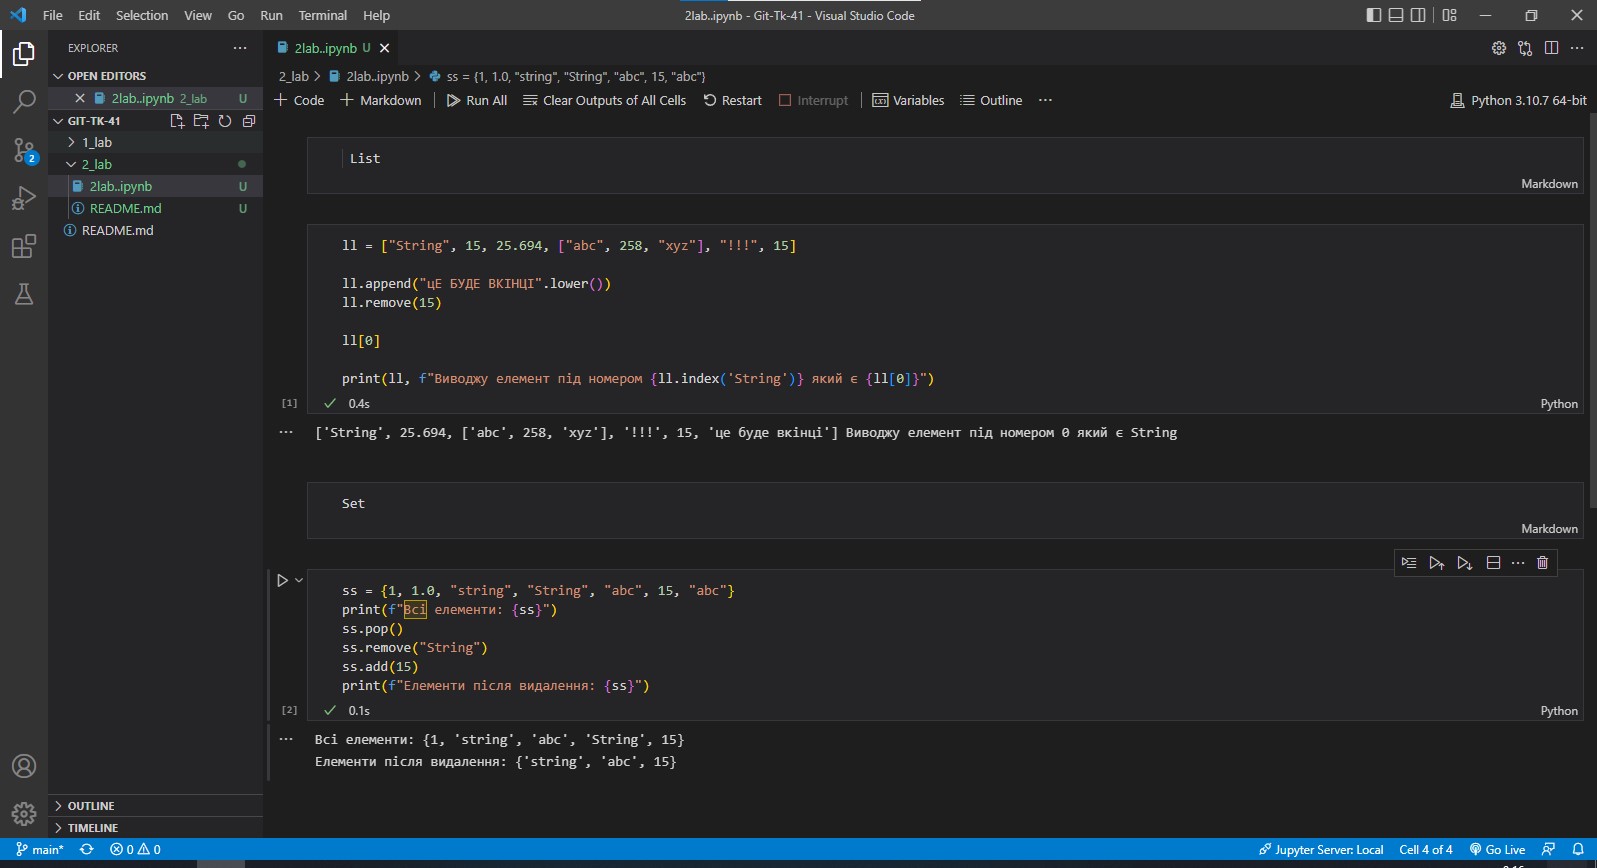 File Edit Selection View Go Run Terminal Help
2lab..ipynb - Git-Tk-41 - Visual Studio Code
EXPLORER
OPEN EDITORS
2lab..ipynb 2_lab U
GIT-TK-41
1_lab
2_lab
2lab..ipynb U
README.md U
README.md
OUTLINE
TIMELINE
2
2lab..ipynb U
2_lab > 2lab..ipynb > ss = {1, 1.0, "string", "String", "abc", 15, "abc"}
Code Markdown Run All Clear Outputs of All Cells Restart Interrupt Variables Outline ... Python 3.10.7 64-bit
List
Markdown
ll = ["String", 15, 25.694, ["abc", 258, "xyz"], "!!!", 15]
ll.append("цЕ БУДЕ ВКІНЦІ".lower())
ll.remove(15)
ll[0]
print(ll, f"Виводжу елемент під номером {ll.index('String')} який є {ll[0]}")
[1] 0.4s Python
['String', 25.694, ['abc', 258, 'xyz'], '!!!', 15, 'це буде вкінці'] Виводжу елемент під номером 0 який є String
Set
Markdown
ss = {1, 1.0, "string", "String", "abc", 15, "abc"}
print(f"Всі елементи: {ss}")
ss.pop()
ss.remove("String")
ss.add(15)
print(f"Елементи після видалення: {ss}")
[2] 0.1s Python
Всі елементи: {1, 'string', 'abc', 'String', 15}
Елементи після видалення: {'string', 'abc', 15}
main* 0 0 Jupyter Server: Local Cell 4 of 4 Go Live